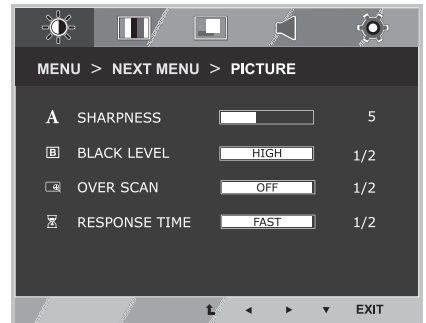 MENU > NEXT MENU > PICTURE
A SHARPNESS 5
B BLACK LEVEL HIGH 1/2
OVER SCAN OFF 1/2
RESPONSE TIME FAST 1/2
EXIT